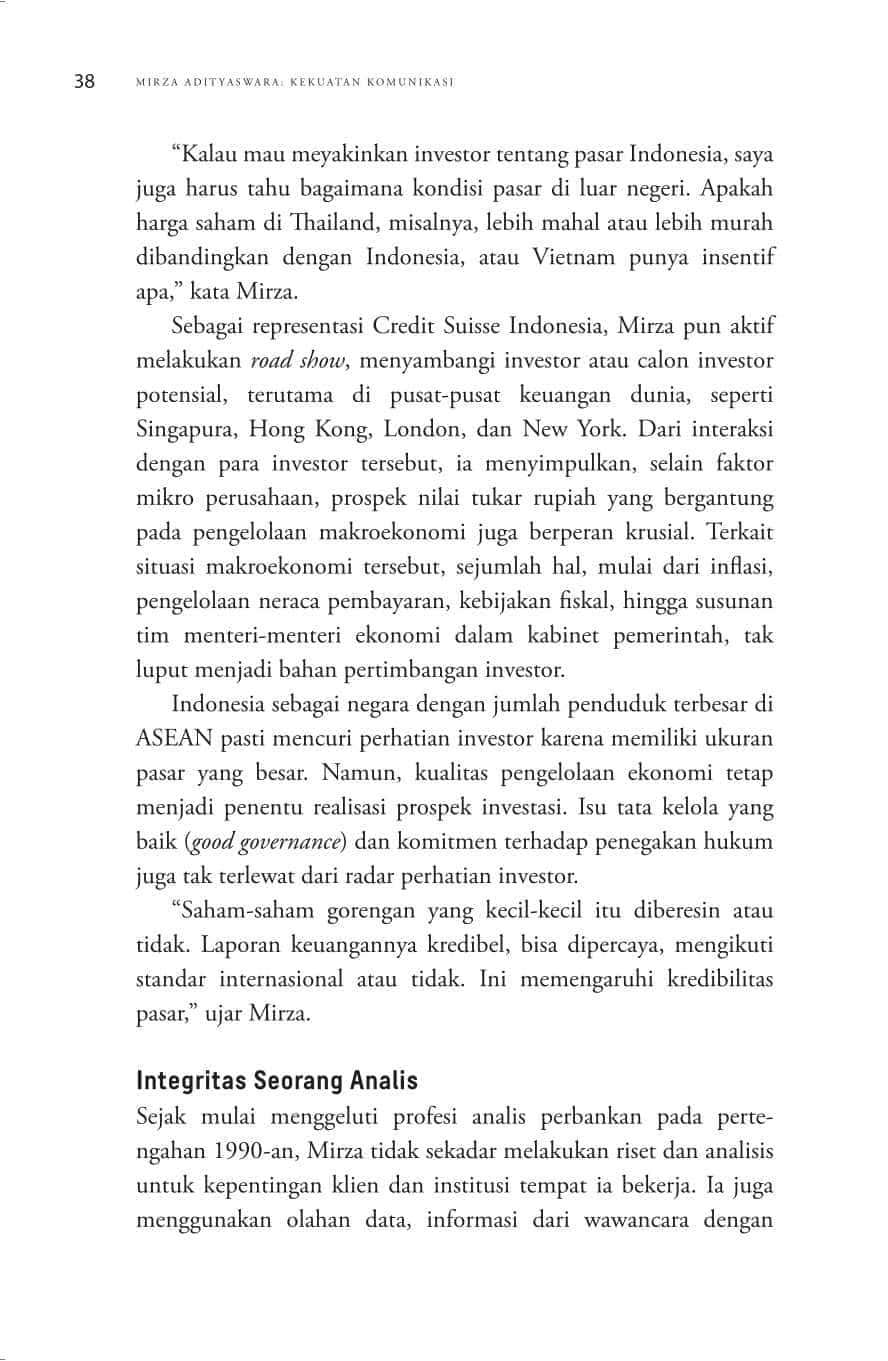 38 MIRZA ADITYASWARA: KEKUATAN KOMUNIKASI
“Kalau mau meyakinkan investor tentang pasar Indonesia, saya
juga harus tahu bagaimana kondisi pasar di luar negeri. Apakah
harga saham di Thailand, misalnya, lebih mahal atau lebih murah
dibandingkan dengan Indonesia, atau Vietnam punya insentif
apa,” kata Mirza.
Sebagai representasi Credit Suisse Indonesia, Mirza pun aktif
melakukan road show, menyambangi investor atau calon investor
potensial, terutama di pusat-pusat keuangan dunia, seperti
Singapura, Hong Kong, London, dan New York. Dari interaksi
dengan para investor tersebut, ia menyimpulkan, selain faktor
mikro perusahaan, prospek nilai tukar rupiah yang bergantung
pada pengelolaan makroekonomi juga berperan krusial. Terkait
situasi makroekonomi tersebut, sejumlah hal, mulai dari inflasi,
pengelolaan neraca pembayaran, kebijakan fiskal, hingga susunan
tim menteri-menteri ekonomi dalam kabinet pemerintah, tak
luput menjadi bahan pertimbangan investor.
Indonesia sebagai negara dengan jumlah penduduk terbesar di
ASEAN pasti mencuri perhatian investor karena memiliki ukuran
pasar yang besar. Namun, kualitas pengelolaan ekonomi tetap
menjadi penentu realisasi prospek investasi. Isu tata kelola yang
baik (good governance) dan komitmen terhadap penegakan hukum
juga tak terlewat dari radar perhatian investor.
“Saham-saham gorengan yang kecil-kecil itu diberesin atau
tidak. Laporan keuangannya kredibel, bisa dipercaya, mengikuti
standar internasional atau tidak. Ini memengaruhi kredibilitas
pasar,” ujar Mirza.
Integritas Seorang Analis
Sejak mulai menggeluti profesi analis perbankan pada perte-
ngahan 1990-an, Mirza tidak sekadar melakukan riset dan analisis
untuk kepentingan klien dan institusi tempat ia bekerja. Ia juga
menggunakan olahan data, informasi dari wawancara dengan